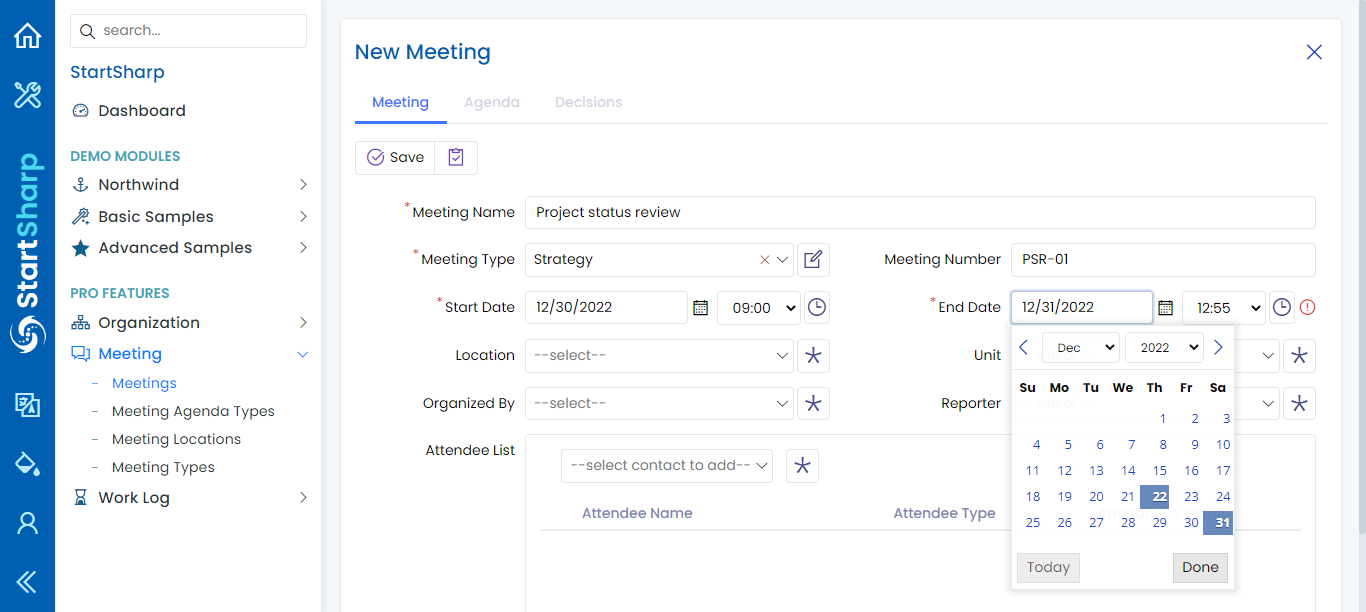 search...
StartSharp
Dashboard
DEMO MODULES
Northwind
Basic Samples
Advanced Samples
PRO FEATURES
Organization
Meeting
– Meetings
– Meeting Agenda Types
– Meeting Locations
– Meeting Types
Work Log
StartSharp
New Meeting
Meeting Agenda Decisions
Save
*Meeting Name Project status review
*Meeting Type Strategy Meeting Number PSR-01
*Start Date 12/30/2022 09:00 *End Date 12/31/2022 12:55
Location --select-- Unit
Organized By --select-- Reporter
Attendee List
--select contact to add--
Attendee Name Attendee Type
Dec 2022
Su Mo Tu We Th Fr Sa
1 2 3
4 5 6 7 8 9 10
11 12 13 14 15 16 17
18 19 20 21 22 23 24
25 26 27 28 29 30 31
Today Done